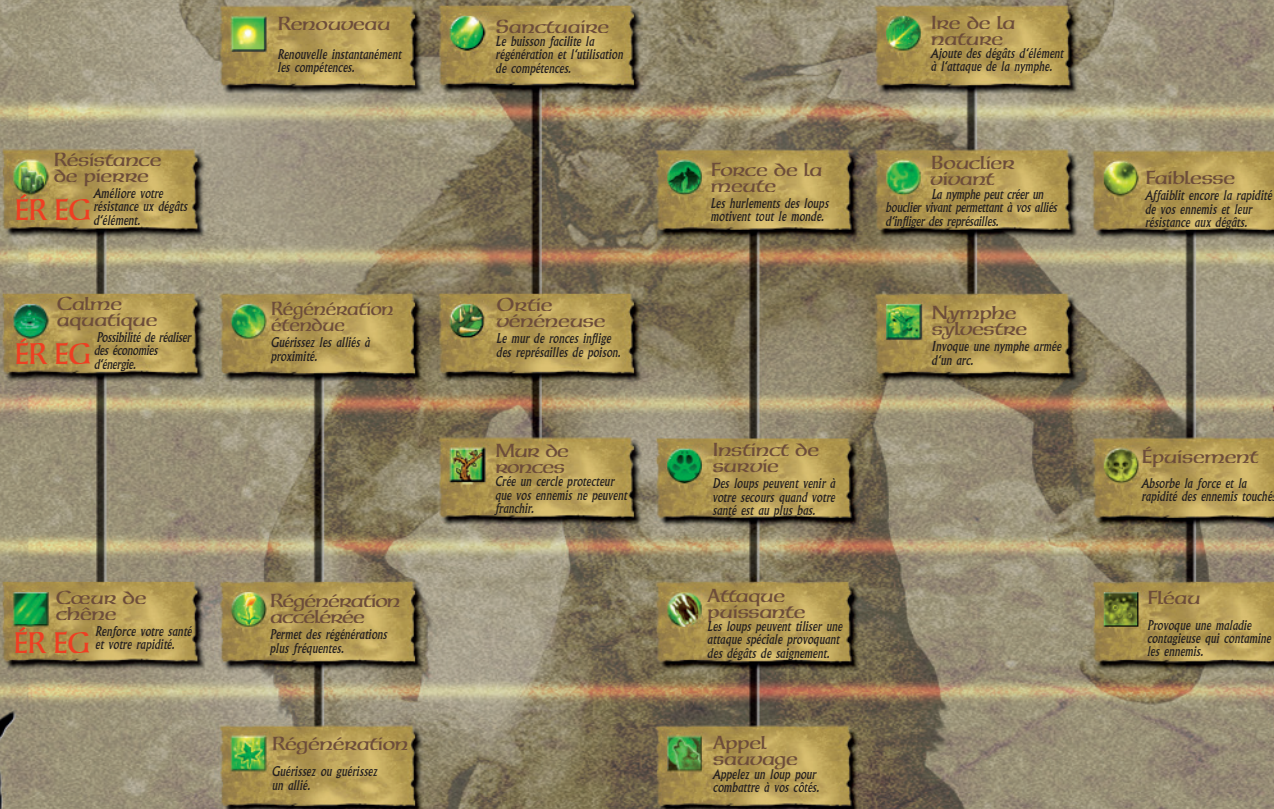 Renouveau
Renouvelle instantanément
les compétences.
Sanctuaire
Le buisson facilite la
régénération et l'utilisation
de compétences.
Ire de la
nature
Ajoute des dégâts d'élément
à l'attaque de la nymphe.
Résistance
de pierre
Améliore votre
résistance ux dégâts
d'élément.
ÉR EG
Force de la
meute
Les hurlements des loups
motivent tout le monde.
Bouclier
vivant
La nymphe peut créer un
bouclier vivant permettant à vos alliés
d'infliger des représailles.
Faiblesse
Affaiblit encore la rapidité
de vos ennemis et leur
résistance aux dégâts.
Calme
aquatique
Possibilité de réaliser
des économies
d'énergie.
ÉR EG
Régénération
étendue
Guérissez les alliés à
proximité.
Ortie
vénéneuse
Le mur de ronces inflige
des représailles de poison.
Nymphe
sylvestre
Invoque une nymphe armée
d'un arc.
Mur de
ronces
Crée un cercle protecteur
que vos ennemis ne peuvent
franchir.
Instinct de
survie
Des loups peuvent venir à
votre secours quand votre
santé est au plus bas.
Épuisement
Absorbe la force et la
rapidité des ennemis touchés
Cœur de
chêne
Renforce votre santé
et votre rapidité.
ÉR EG
Régénération
accélérée
Permet des régénérations
plus fréquentes.
Attaque
puissante
Les loups peuvent tiliser une
attaque spéciale provoquant
des dégâts de saignement.
Fléau
Provoque une maladie
contagieuse qui contamine
les ennemis.
Régénération
Guérissez ou guérissez
un allié.
Appel
sauvage
Appelez un loup pour
combattre à vos côtés.